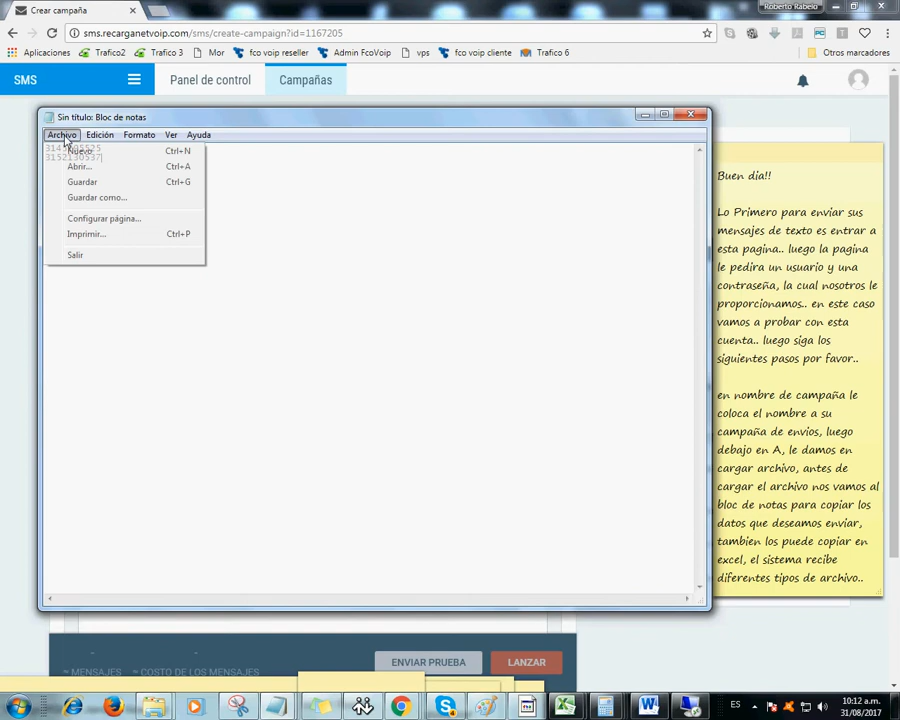 Crear campaña
Roberto Rabelo
sms.recarganetvoip.com/sms/create-campaign?id=1167205
Aplicaciones
Trafico2
Trafico 3
Mor
fco voip reseller
Admin FcoVoip
vps
fco voip cliente
Trafico 6
Otros marcadores
SMS
Panel de control
Campañas
Sin título: Bloc de notas
Archivo
Edición
Formato
Ver
Ayuda
3152130537
Nuevo Ctrl+N
Abrir... Ctrl+A
Guardar Ctrl+G
Guardar como...
Configurar página...
Imprimir... Ctrl+P
Salir
Buen dia!!
Lo Primero para enviar sus
mensajes de texto es entrar a
esta pagina.. luego la pagina
le pedira un usuario y una
contraseña, la cual nosotros le
proporcionamos.. en este caso
vamos a probar con esta
cuenta.. luego siga los
siguientes pasos por favor..
en nombre de campaña le
coloca el nombre a su
campaña de envios, luego
debajo en A, le damos en
cargar archivo, antes de
cargar el archivo nos vamos al
bloc de notas para copiar los
datos que deseamos enviar,
tambien los puede copiar en
excel, el sistema recibe
diferentes tipos de archivo..
≈ MENSAJES
≈ COSTO DE LOS MENSAJES
ENVIAR PRUEBA
LANZAR
ES
10:12 a.m.
31/08/2017